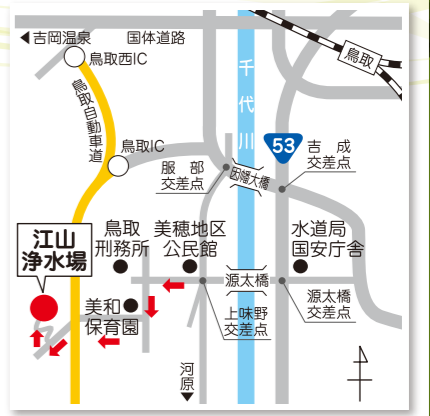 ◀吉岡温泉
国体道路
鳥取西IC
鳥取
千代川
鳥取自動車道
鳥取IC
53
吉成
交差点
服部
交差点
因幡大橋
江山
浄水場
鳥取
刑務所
美穂地区
公民館
水道局
国安庁舎
源太橋
美和
保育園
上味野
交差点
源太橋
交差点
河原▼